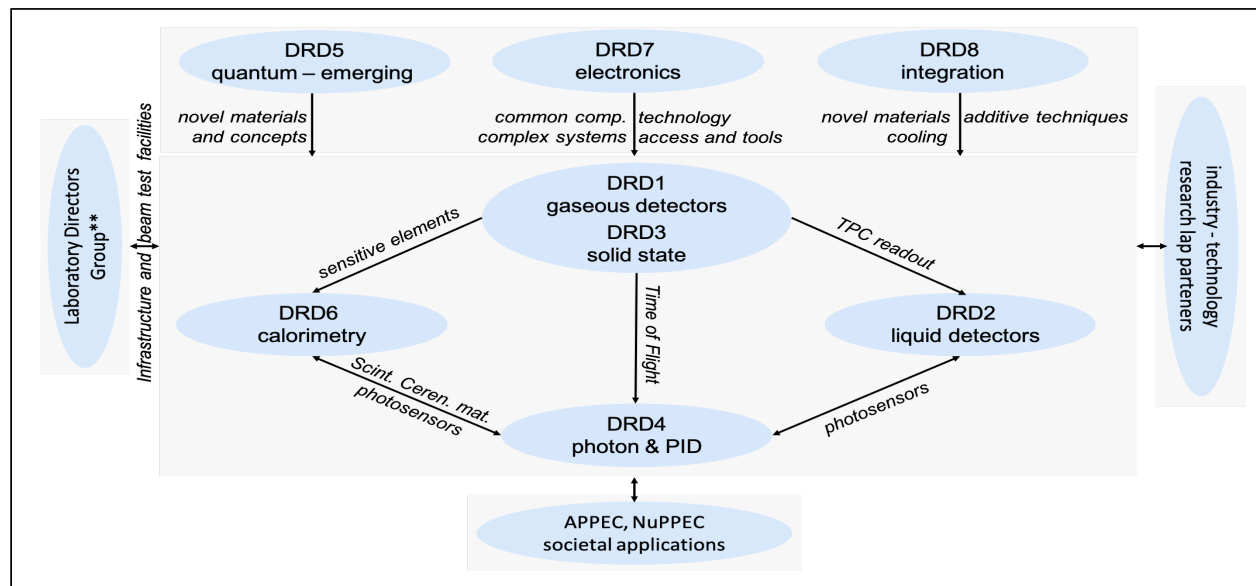 DRD5
quantum – emerging
DRD7
electronics
DRD8
integration
novel materials
and concepts
common comp.
complex systems
technology
access and tools
novel materials
cooling
additive techniques
Laboratory Directors
Group**
Infrastructure and beam test facilities
DRD1
gaseous detectors
DRD3
solid state
sensitive elements
TPC readout
Time of Flight
DRD6
calorimetry
DRD2
liquid detectors
Scint. Ceren. mat.
photosensors
photosensors
DRD4
photon & PID
industry - technology
research lap parteners
APPEC, NuPPEC
societal applications